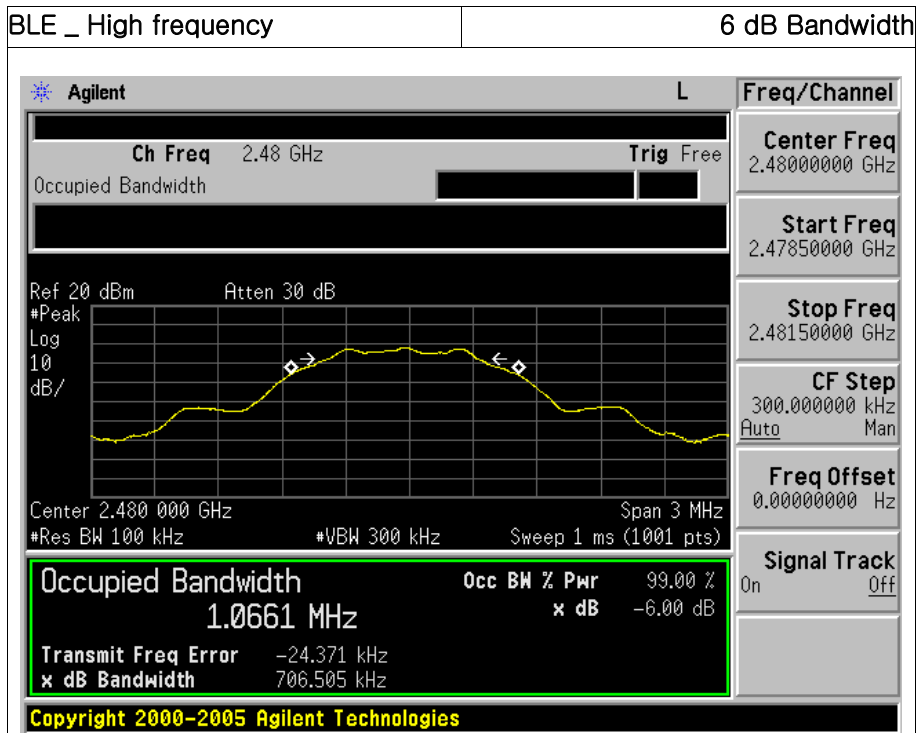 BLE _ High frequency
6 dB Bandwidth
Agilent
L
Freq/Channel
Ch Freq 2.48 GHz
Trig Free
Occupied Bandwidth
Center Freq
2.48000000 GHz
Start Freq
2.47850000 GHz
Stop Freq
2.48150000 GHz
CF Step
300.000000 kHz
Auto Man
Freq Offset
0.00000000 Hz
Signal Track
On Off
Ref 20 dBm Atten 30 dB
#Peak
Log
10
dB/
Center 2.480 000 GHz Span 3 MHz
#Res BW 100 kHz #VBW 300 kHz Sweep 1 ms (1001 pts)
Occupied Bandwidth
1.0661 MHz
Occ BW % Pwr 99.00 %
x dB -6.00 dB
Transmit Freq Error -24.371 kHz
x dB Bandwidth 706.505 kHz
Copyright 2000-2005 Agilent Technologies